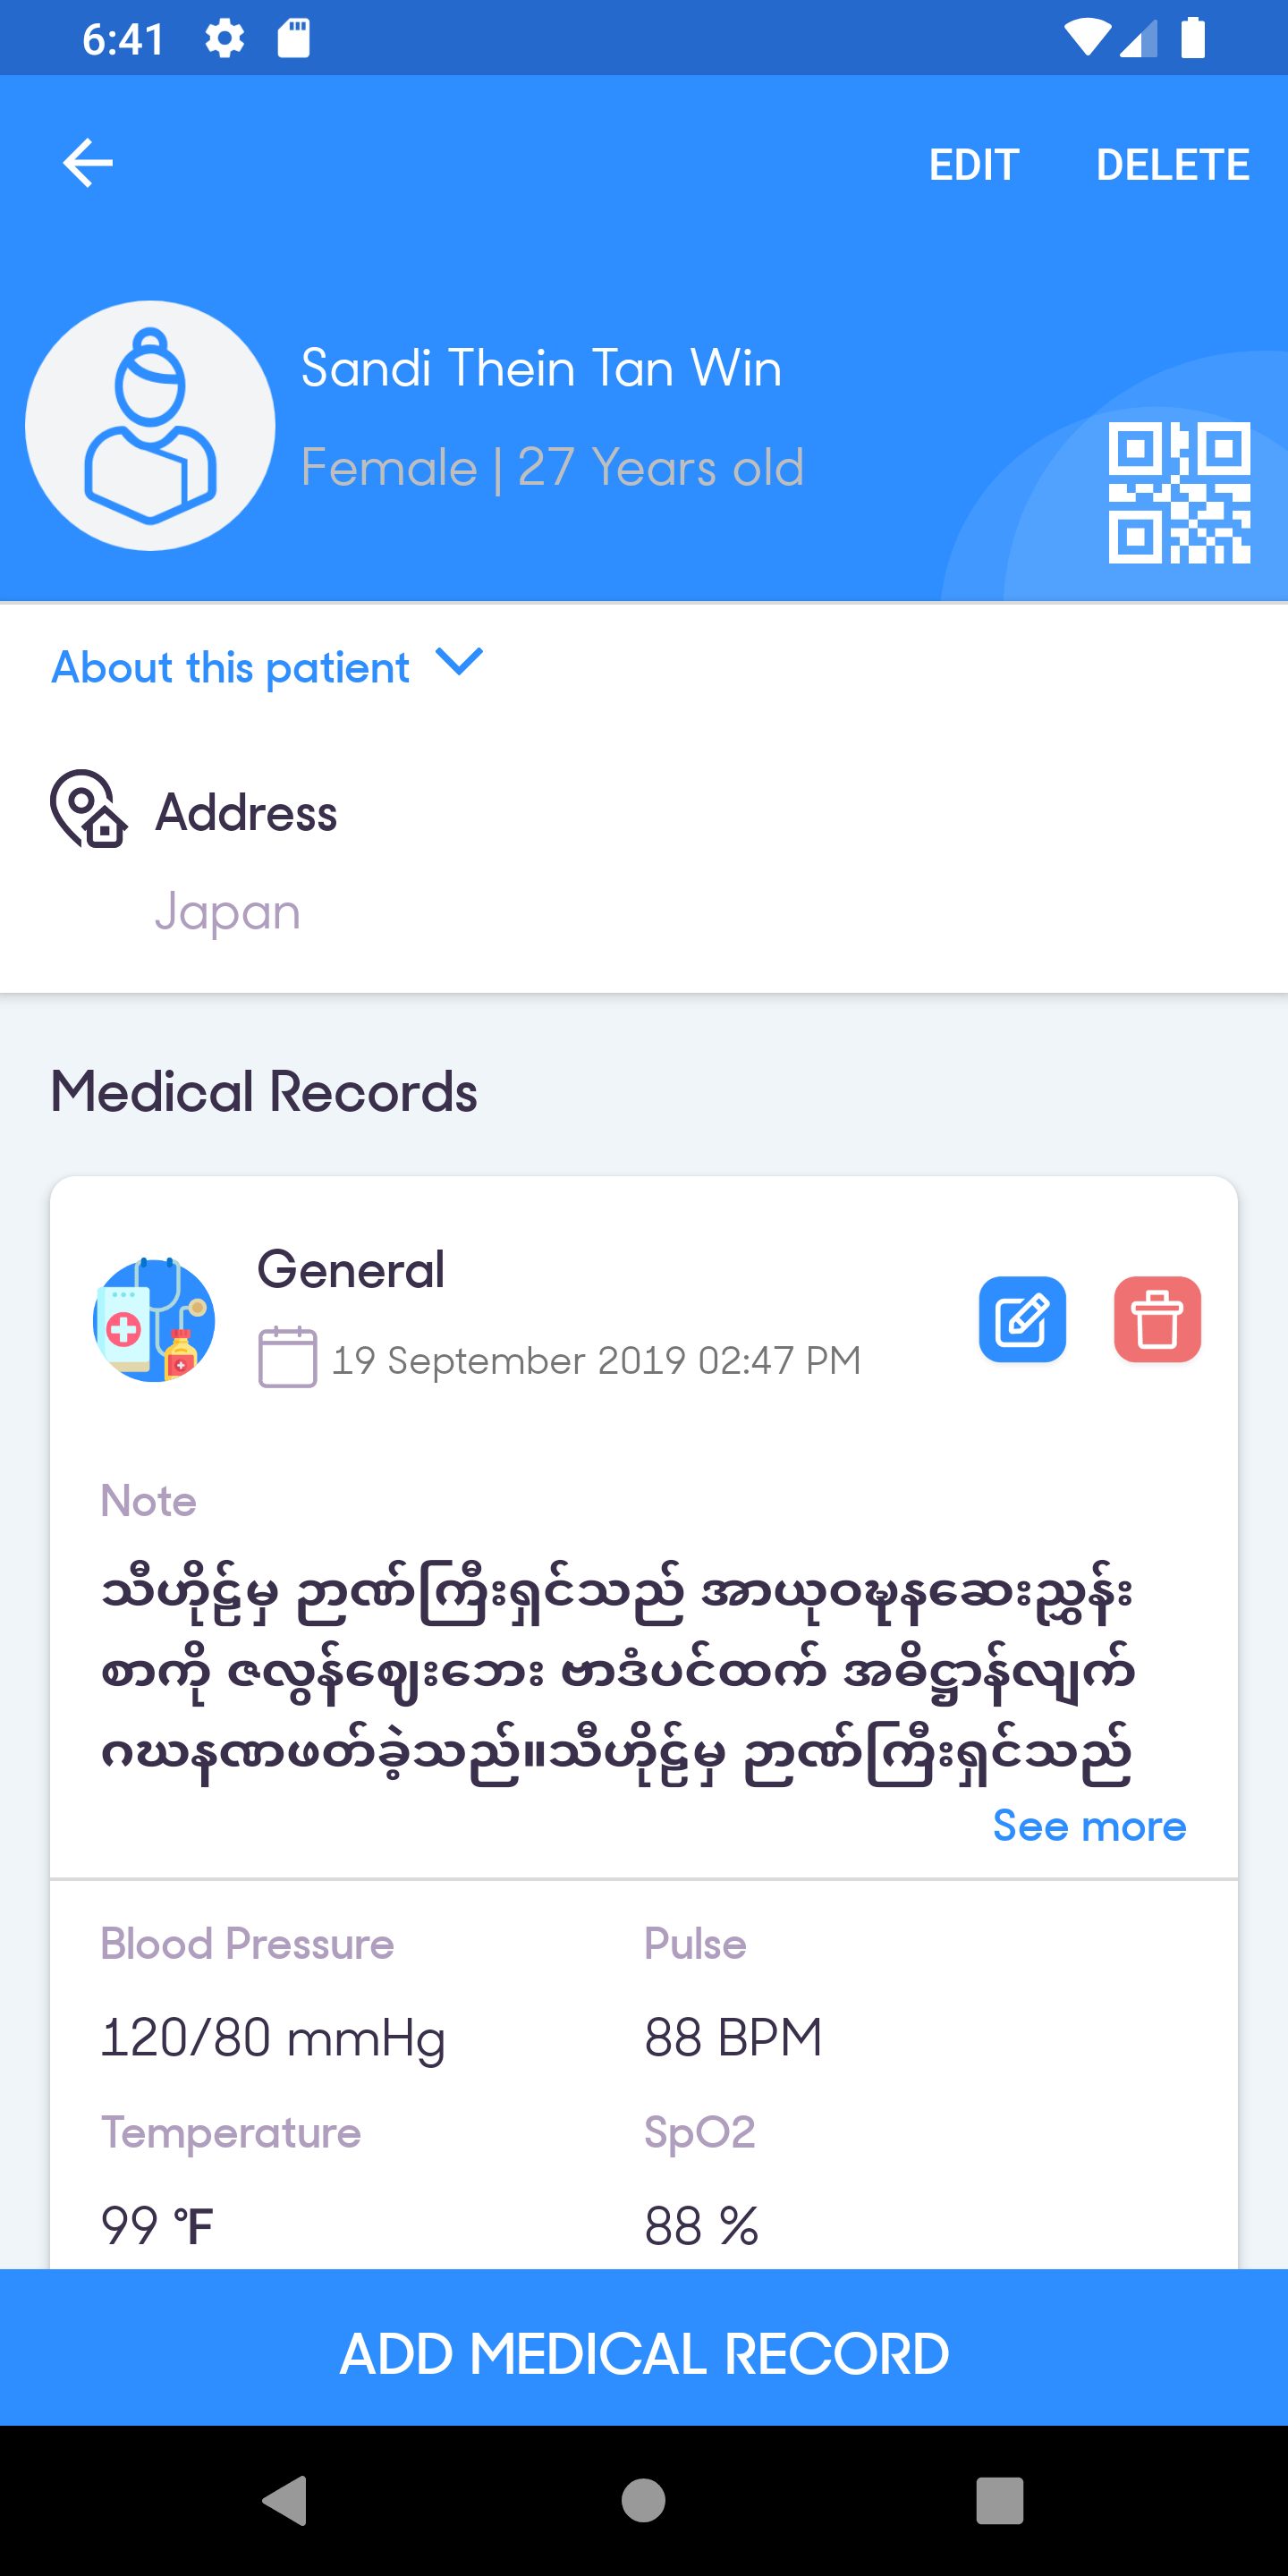 6:41
EDIT DELETE
Sandi Thein Tan Win
Female | 27 Years old
About this patient
Address
Japan
Medical Records
General
19 September 2019 02:47 PM
Note
သီဟိုဠ်မှ ဉာဏ်ကြီးရှင်သည် အာယုဝဍ္ဎနဆေးညွှန်း
စာကို ဇလွန်ဈေးဘေး ဗာဒံပင်ထက် အဓိဋ္ဌာန်လျက်
ဂဃနဏဖတ်ခဲ့သည်။သီဟိုဠ်မှ ဉာဏ်ကြီးရှင်သည်
See more
Blood Pressure Pulse
120/80 mmHg 88 BPM
Temperature SpO2
99 °F 88 %
ADD MEDICAL RECORD